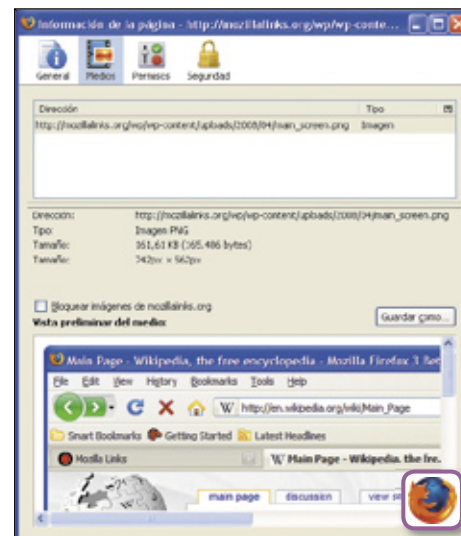 Información de la página - http://mozillalinks.org/wp/wp-conte...
General Medios Permisos Seguridad
Dirección Tipo
http://mozillalinks.org/wp/wp-content/uploads/2008/04/main_screen.png Imagen
Dirección: http://mozillalinks.org/wp/wp-content/uploads/2008/04/main_screen.png
Tipo: Imagen PNG
Tamaño: 161,61 KB (165.486 bytes)
Tamaño: 742px × 562px
Bloquear imágenes de mozillalinks.org
Guardar como...
Vista preliminar del medio:
Main Page - Wikipedia, the free encyclopedia - Mozilla Firefox 3 Bet
File Edit View History Bookmarks Tools Help
W http://en.wikipedia.org/wiki/Main_Page
Smart Bookmarks Getting Started Latest Headlines
Mozilla Links W Main Page - Wikipedia, the fre.
main page discussion view